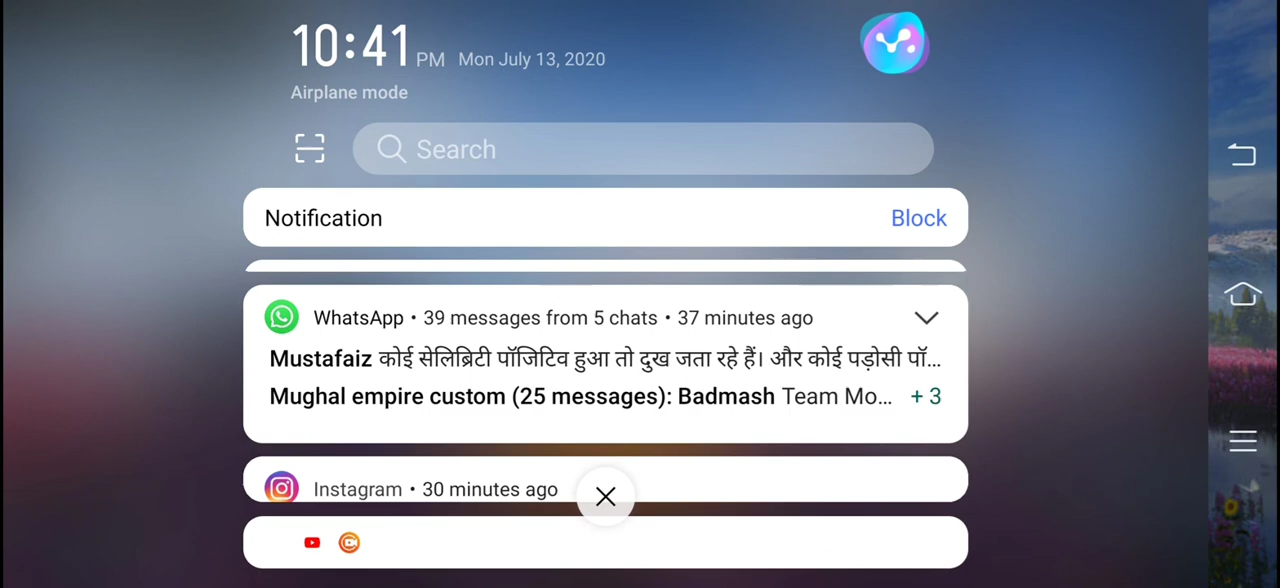 10:41 PM Mon July 13, 2020
Airplane mode
Search
Notification Block
WhatsApp • 39 messages from 5 chats • 37 minutes ago
Mustafaiz कोई सेलिब्रिटी पॉजिटिव हुआ तो दुख जता रहे हैं। और कोई पड़ोसी पॉ...
Mughal empire custom (25 messages): Badmash Team Mo... + 3
Instagram • 30 minutes ago